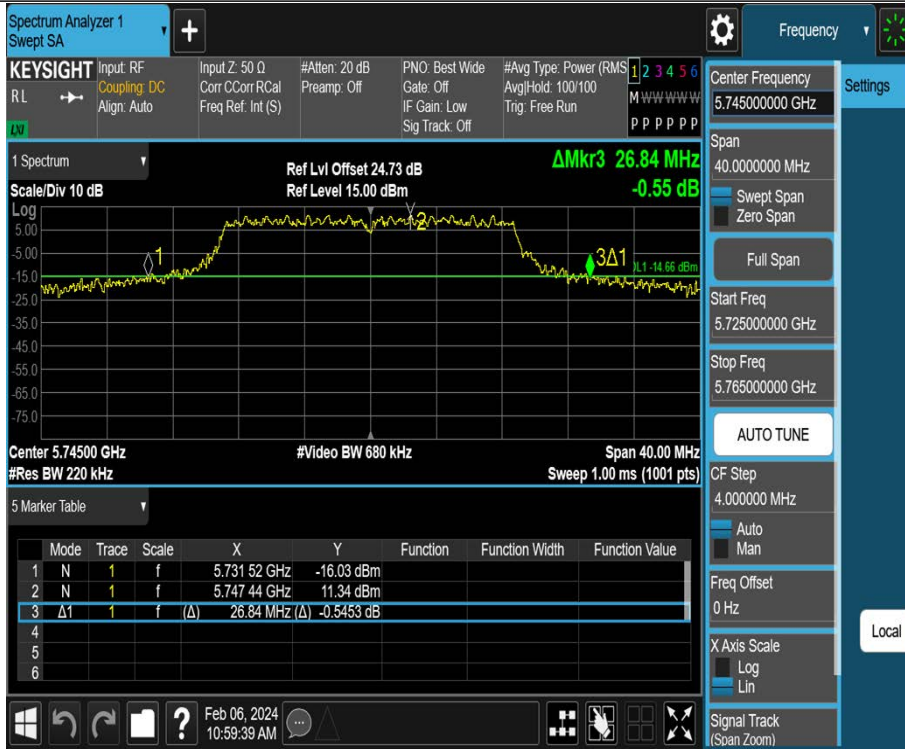 Spectrum Analyzer 1
Swept SA
+
Frequency
KEYSIGHT
RL
LXI
Input: RF
Coupling: DC
Align: Auto
Input Z: 50 Ω
Corr CCorr RCal
Freq Ref: Int (S)
#Atten: 20 dB
Preamp: Off
PNO: Best Wide
Gate: Off
IF Gain: Low
Sig Track: Off
#Avg Type: Power (RMS
Avg|Hold: 100/100
Trig: Free Run
1 2 3 4 5 6
M W W W W W
P P P P P P
1 Spectrum
Scale/Div 10 dB
Ref Lvl Offset 24.73 dB
Ref Level 15.00 dBm
ΔMkr3 26.84 MHz
-0.55 dB
Log
5.00
-5.00
-15.0
-25.0
-35.0
-45.0
-55.0
-65.0
-75.0
1
2
3Δ1
DL1 -14.66 dBm
Center 5.74500 GHz
#Video BW 680 kHz
Span 40.00 MHz
#Res BW 220 kHz
Sweep 1.00 ms (1001 pts)
5 Marker Table
Mode Trace Scale X Y Function Function Width Function Value
1 N 1 f 5.731 52 GHz -16.03 dBm
2 N 1 f 5.747 44 GHz 11.34 dBm
3 Δ1 1 f (Δ) 26.84 MHz (Δ) -0.5453 dB
4
5
6
?
Feb 06, 2024
10:59:39 AM
Center Frequency
5.745000000 GHz
Span
40.0000000 MHz
Swept Span
Zero Span
Full Span
Start Freq
5.725000000 GHz
Stop Freq
5.765000000 GHz
AUTO TUNE
CF Step
4.000000 MHz
Auto
Man
Freq Offset
0 Hz
X Axis Scale
Log
Lin
Signal Track
(Span Zoom)
Settings
Local